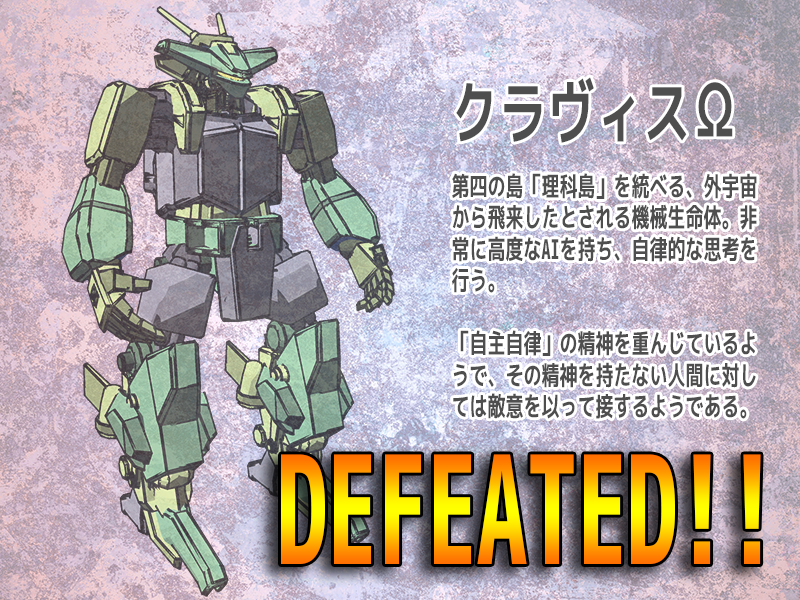 クラヴィスΩ
第四の島「理科島」を統べる、外宇宙
から飛来したとされる機械生命体。非
常に高度なAIを持ち、自律的な思考を
行う。
「自主自律」の精神を重んじているよ
うで、その精神を持たない人間に対し
ては敵意を以って接するようである。
DEFEATED!!